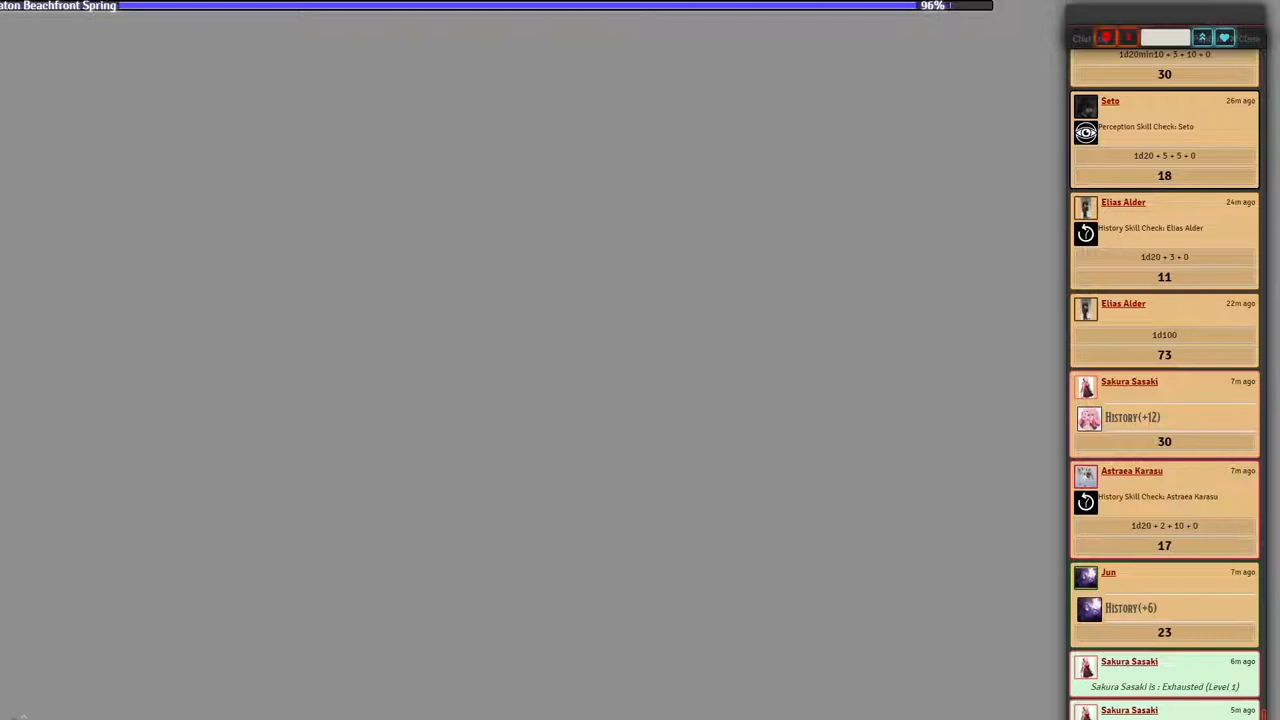 aton Beachfront Spring 96%
1d20min10 + 3 + 10 + 0
30
Seto 26m ago
Perception Skill Check: Seto
1d20 + 5 + 5 + 0
18
Elias Alder 24m ago
History Skill Check: Elias Alder
1d20 + 3 + 0
11
Elias Alder 22m ago
1d100
73
Sakura Sasaki 7m ago
History(+12)
30
Astraea Karasu 7m ago
History Skill Check: Astraea Karasu
1d20 + 2 + 10 + 0
17
Jun 7m ago
History(+6)
23
Sakura Sasaki 6m ago
Sakura Sasaki is : Exhausted (Level 1)
Sakura Sasaki 5m ago